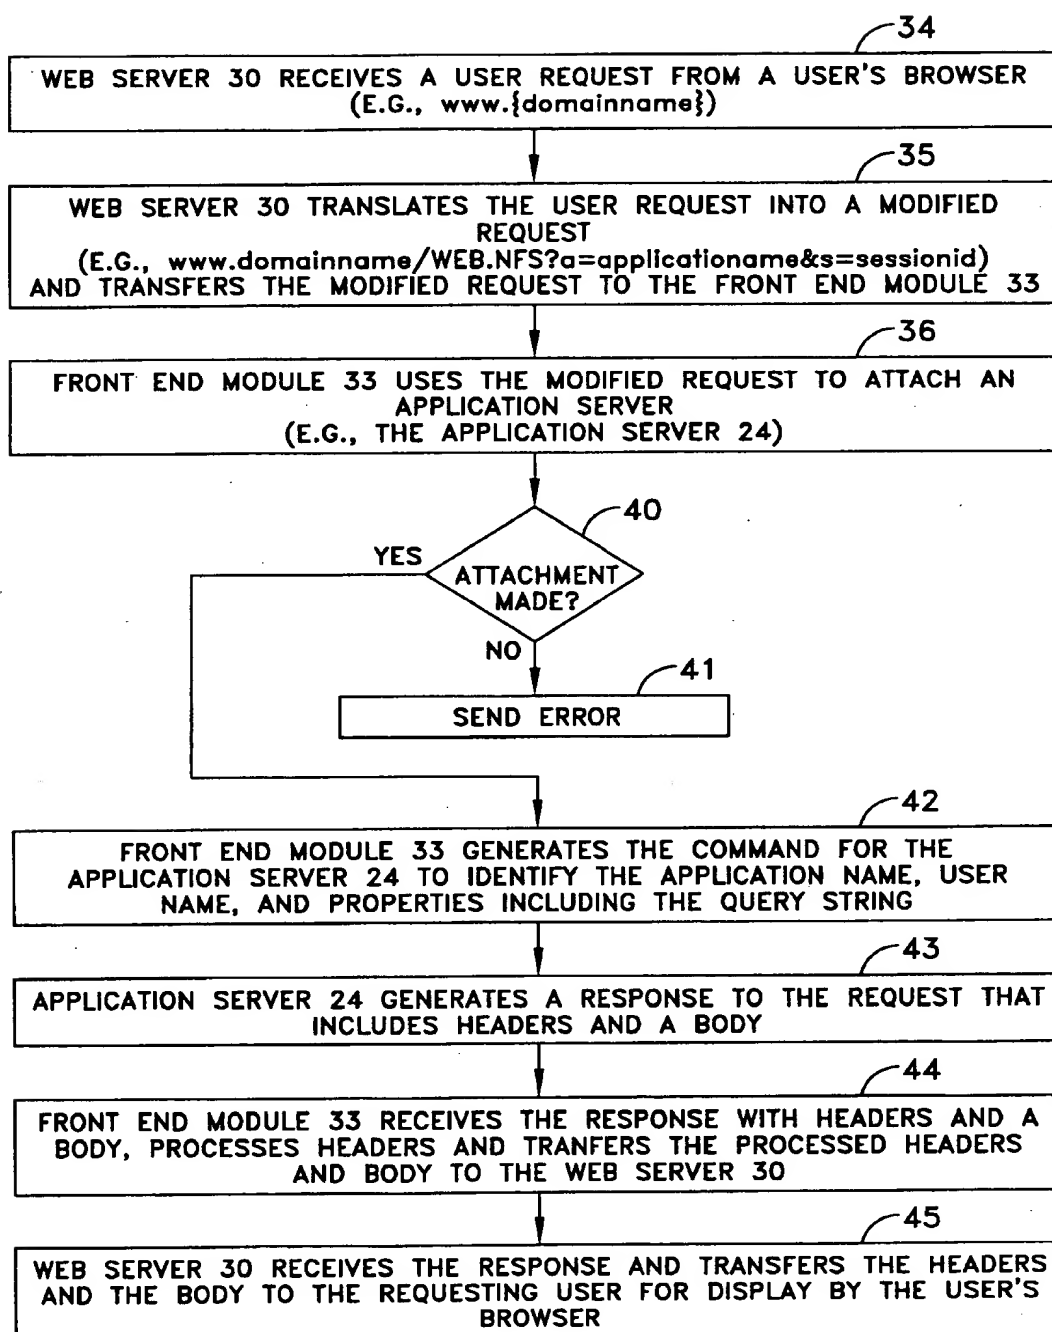 34
WEB SERVER 30 RECEIVES A USER REQUEST FROM A USER'S BROWSER
(E.G., www.{domainname})
35
WEB SERVER 30 TRANSLATES THE USER REQUEST INTO A MODIFIED
REQUEST
(E.G., www.domainname/WEB.NFS?a=applicationame&s=sessionid)
AND TRANSFERS THE MODIFIED REQUEST TO THE FRONT END MODULE 33
36
FRONT END MODULE 33 USES THE MODIFIED REQUEST TO ATTACH AN
APPLICATION SERVER
(E.G., THE APPLICATION SERVER 24)
40
YES
ATTACHMENT
MADE?
NO
41
SEND ERROR
42
FRONT END MODULE 33 GENERATES THE COMMAND FOR THE
APPLICATION SERVER 24 TO IDENTIFY THE APPLICATION NAME, USER
NAME, AND PROPERTIES INCLUDING THE QUERY STRING
43
APPLICATION SERVER 24 GENERATES A RESPONSE TO THE REQUEST THAT
INCLUDES HEADERS AND A BODY
44
FRONT END MODULE 33 RECEIVES THE RESPONSE WITH HEADERS AND A
BODY, PROCESSES HEADERS AND TRANFERS THE PROCESSED HEADERS
AND BODY TO THE WEB SERVER 30
45
WEB SERVER 30 RECEIVES THE RESPONSE AND TRANSFERS THE HEADERS
AND THE BODY TO THE REQUESTING USER FOR DISPLAY BY THE USER'S
BROWSER